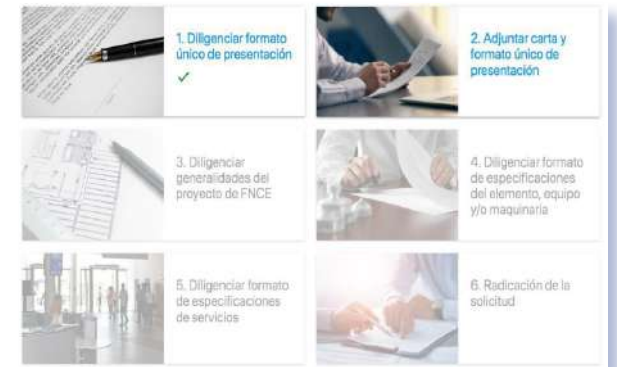 1. Diligenciar formato
único de presentación
✓
2. Adjuntar carta y
formato único de
presentación
3. Diligenciar
generalidades del
proyecto de FNCE
4. Diligenciar formato
de especificaciones
del elemento, equipo
y/o maquinaria
5. Diligenciar formato
de especificaciones
de servicios
6. Radicación de la
solicitud